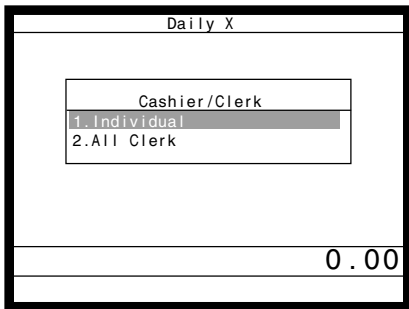 Daily X
Cashier/Clerk
1.Individual
2.All Clerk
0.00